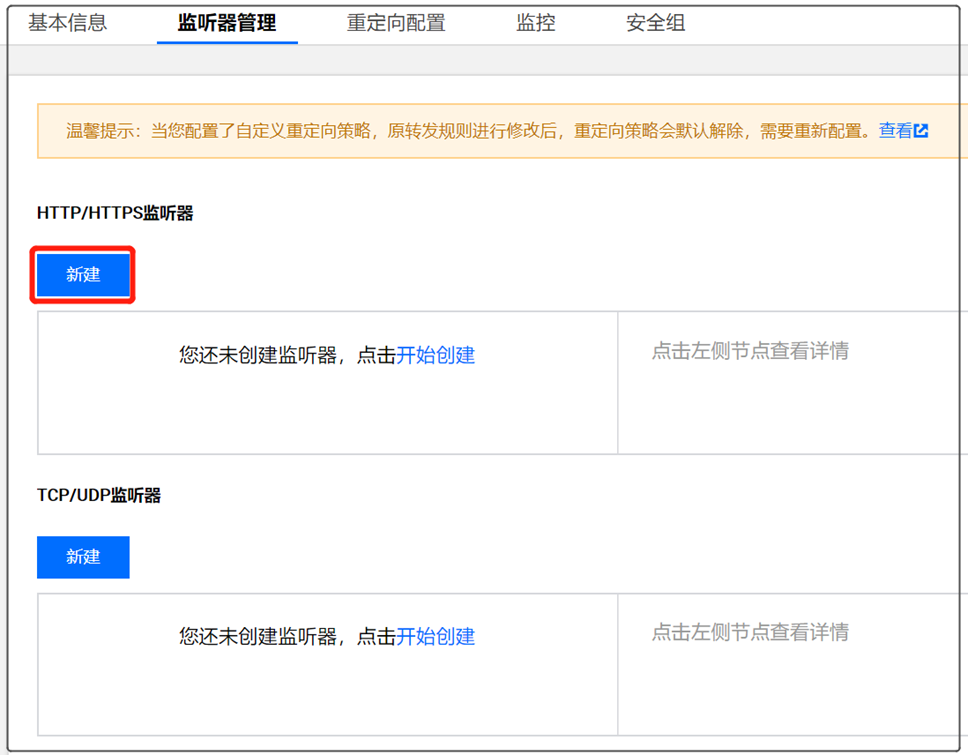 基本信息 监听器管理 重定向配置 监控 安全组
温馨提示：当您配置了自定义重定向策略，原转发规则进行修改后，重定向策略会默认解除，需要重新配置。查看
HTTP/HTTPS监听器
新建
您还未创建监听器，点击开始创建 点击左侧节点查看详情
TCP/UDP监听器
新建
您还未创建监听器，点击开始创建 点击左侧节点查看详情